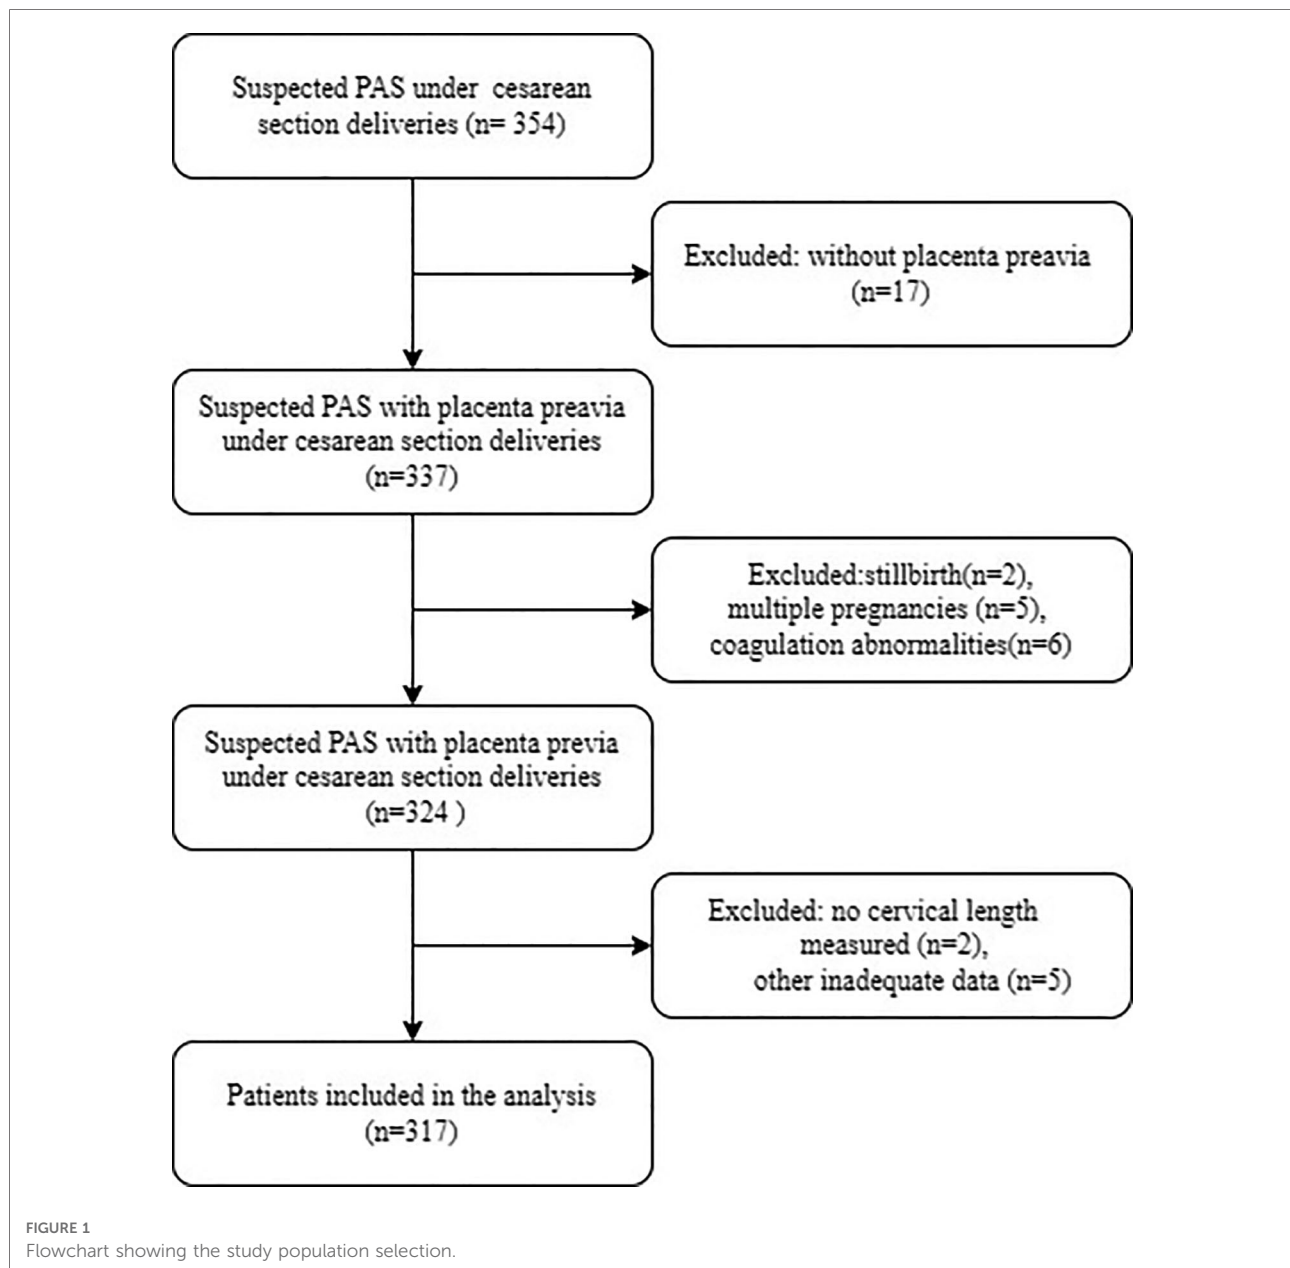 Suspected PAS under cesarean
section deliveries (n= 354)
Excluded: without placenta preavia
(n=17)
Suspected PAS with placenta preavia
under cesarean section deliveries
(n=337)
Excluded:stillbirth(n=2),
multiple pregnancies (n=5),
coagulation abnormalities(n=6)
Suspected PAS with placenta previa
under cesarean section deliveries
(n=324 )
Excluded: no cervical length
measured (n=2),
other inadequate data (n=5)
Patients included in the analysis
(n=317)
FIGURE 1
Flowchart showing the study population selection.